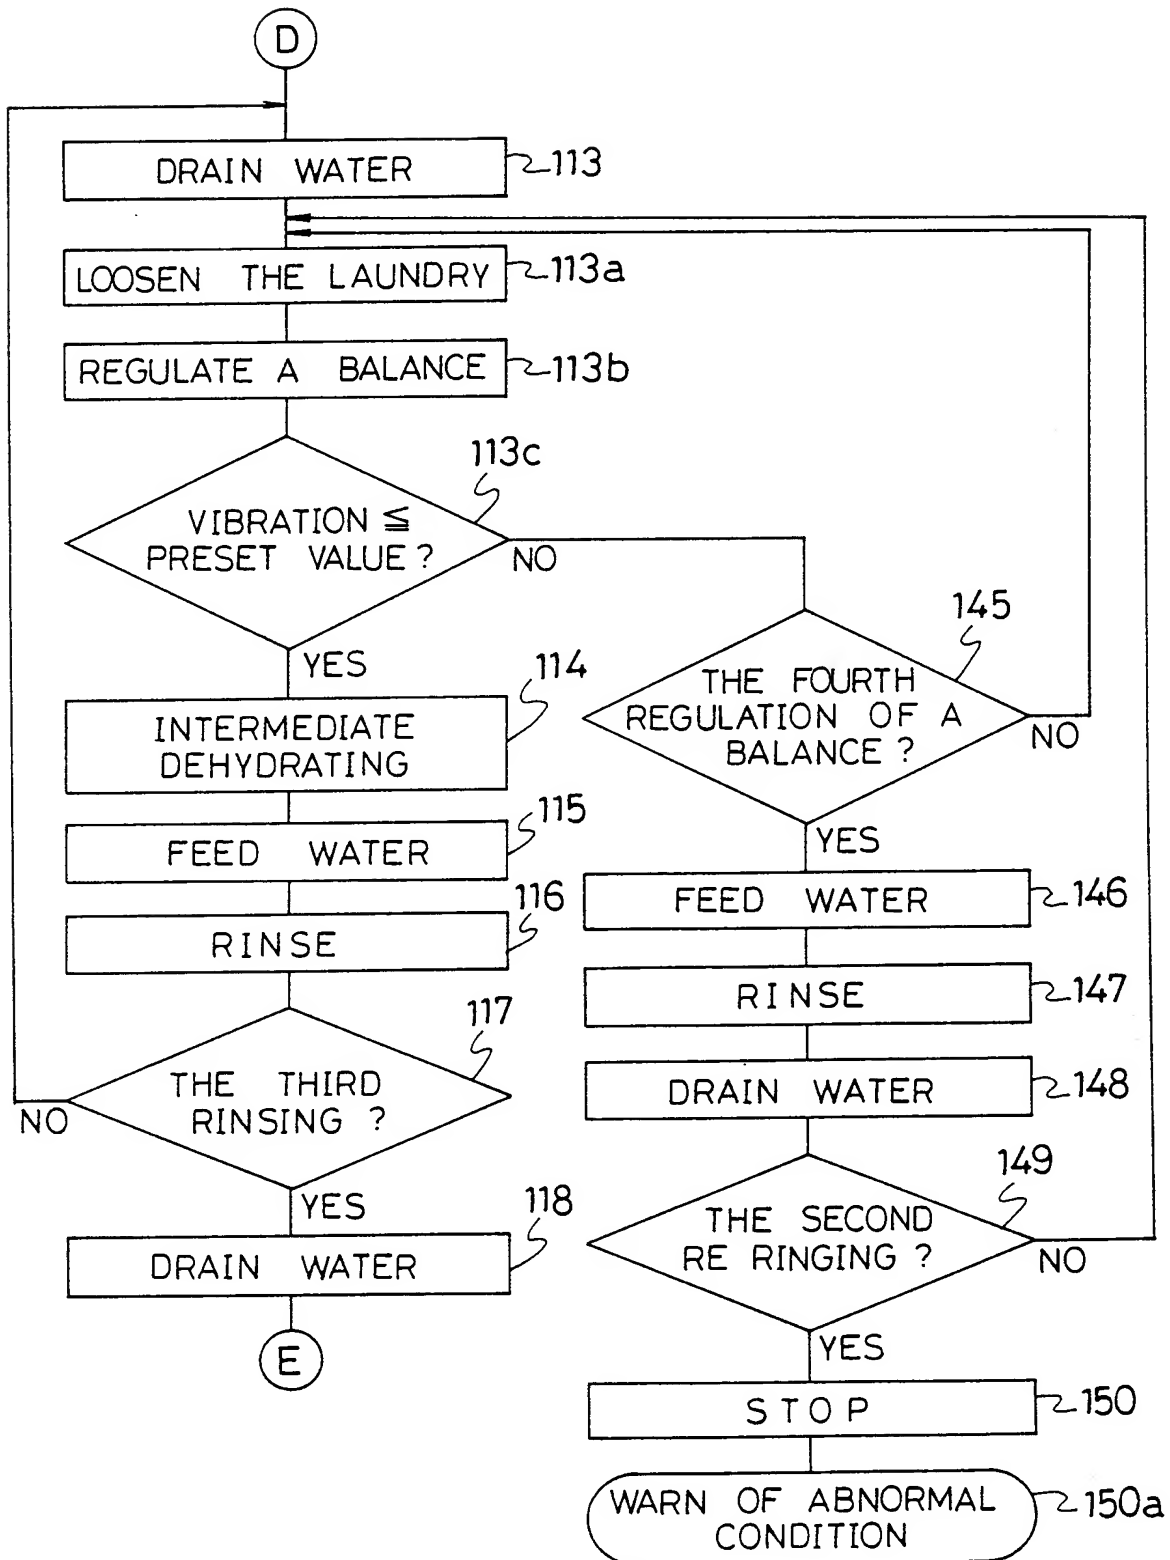 D
DRAIN WATER
113
LOOSEN THE LAUNDRY
113a
REGULATE A BALANCE
113b
113c
VIBRATION ≦
PRESET VALUE ?
NO
YES
INTERMEDIATE
DEHYDRATING
114
FEED WATER
115
RINSE
116
117
THE THIRD
RINSING ?
NO
YES
DRAIN WATER
118
E
145
THE FOURTH
REGULATION OF A
BALANCE ?
NO
YES
FEED WATER
146
RINSE
147
DRAIN WATER
148
149
THE SECOND
RE RINGING ?
NO
YES
STOP
150
WARN OF ABNORMAL
CONDITION
150a